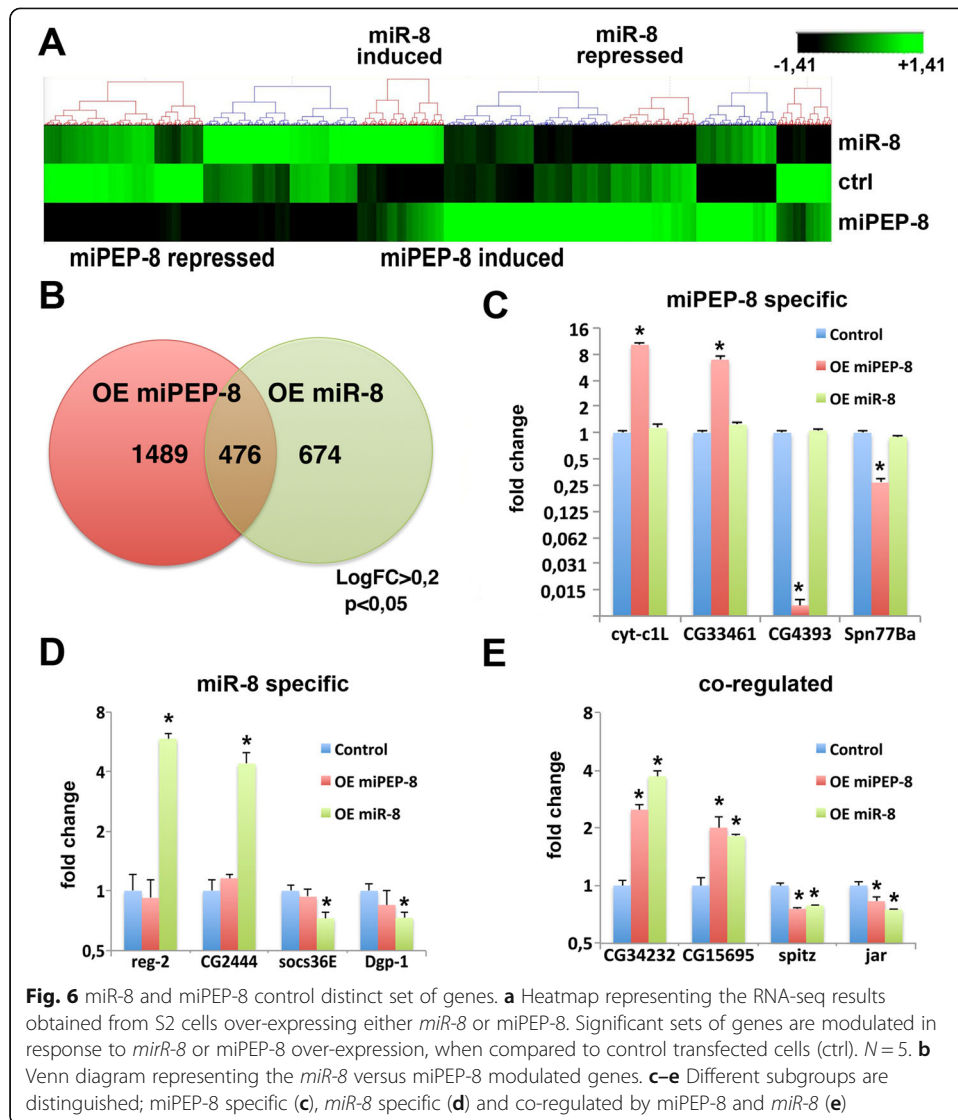 A
miR-8 induced
miR-8 repressed
-1,41
+1,41
miR-8
ctrl
miPEP-8
miPEP-8 repressed
miPEP-8 induced
B
OE miPEP-8
OE miR-8
1489
476
674
LogFC>0,2
p<0,05
C
miPEP-8 specific
fold change
16
8
4
2
1
0,5
0,25
0,125
0,062
0,031
0,015
Control
OE miPEP-8
OE miR-8
*
*
*
*
cyt-c1L
CG33461
CG4393
Spn77Ba
D
miR-8 specific
fold change
8
4
2
1
0,5
Control
OE miPEP-8
OE miR-8
*
*
*
*
reg-2
CG2444
socs36E
Dgp-1
E
co-regulated
fold change
8
4
2
1
0,5
Control
OE miPEP-8
OE miR-8
*
*
*
*
*
*
*
*
CG34232
CG15695
spitz
jar
Fig. 6 miR-8 and miPEP-8 control distinct set of genes. a Heatmap representing the RNA-seq results
obtained from S2 cells over-expressing either miR-8 or miPEP-8. Significant sets of genes are modulated in
response to mirR-8 or miPEP-8 over-expression, when compared to control transfected cells (ctrl). N = 5. b
Venn diagram representing the miR-8 versus miPEP-8 modulated genes. c–e Different subgroups are
distinguished; miPEP-8 specific (c), miR-8 specific (d) and co-regulated by miPEP-8 and miR-8 (e)